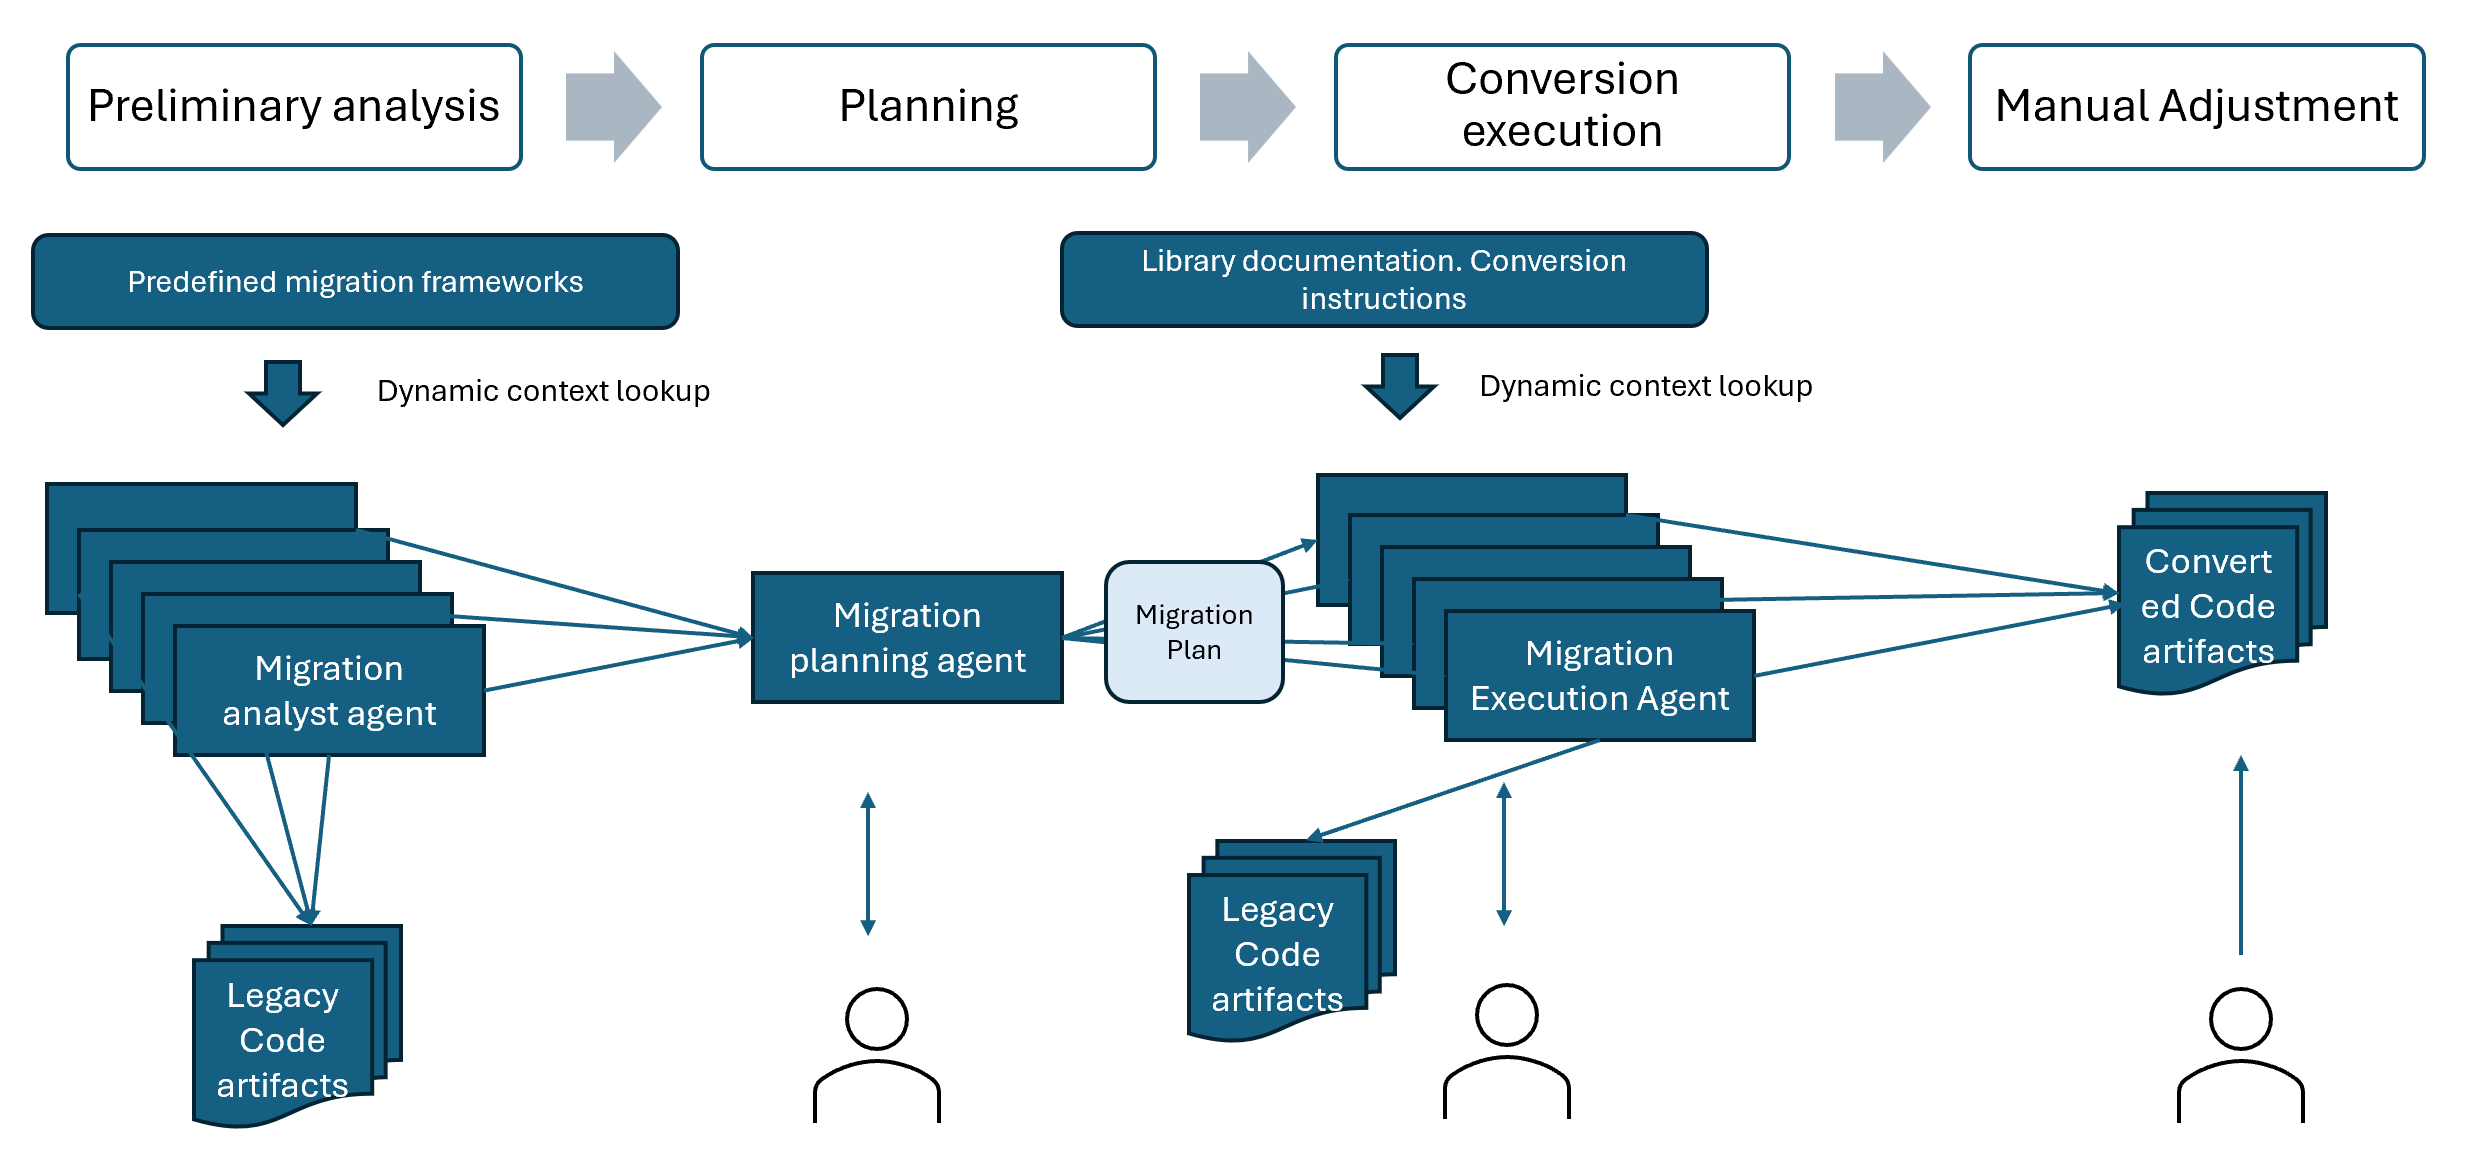 Preliminary analysis
Planning
Conversion
execution
Manual Adjustment
Predefined migration frameworks
Library documentation. Conversion
instructions
Dynamic context lookup
Dynamic context lookup
Migration
analyst agent
Migration
planning agent
Migration
Plan
Migration
Execution Agent
Convert
ed Code
artifacts
Legacy
Code
artifacts
Legacy
Code
artifacts